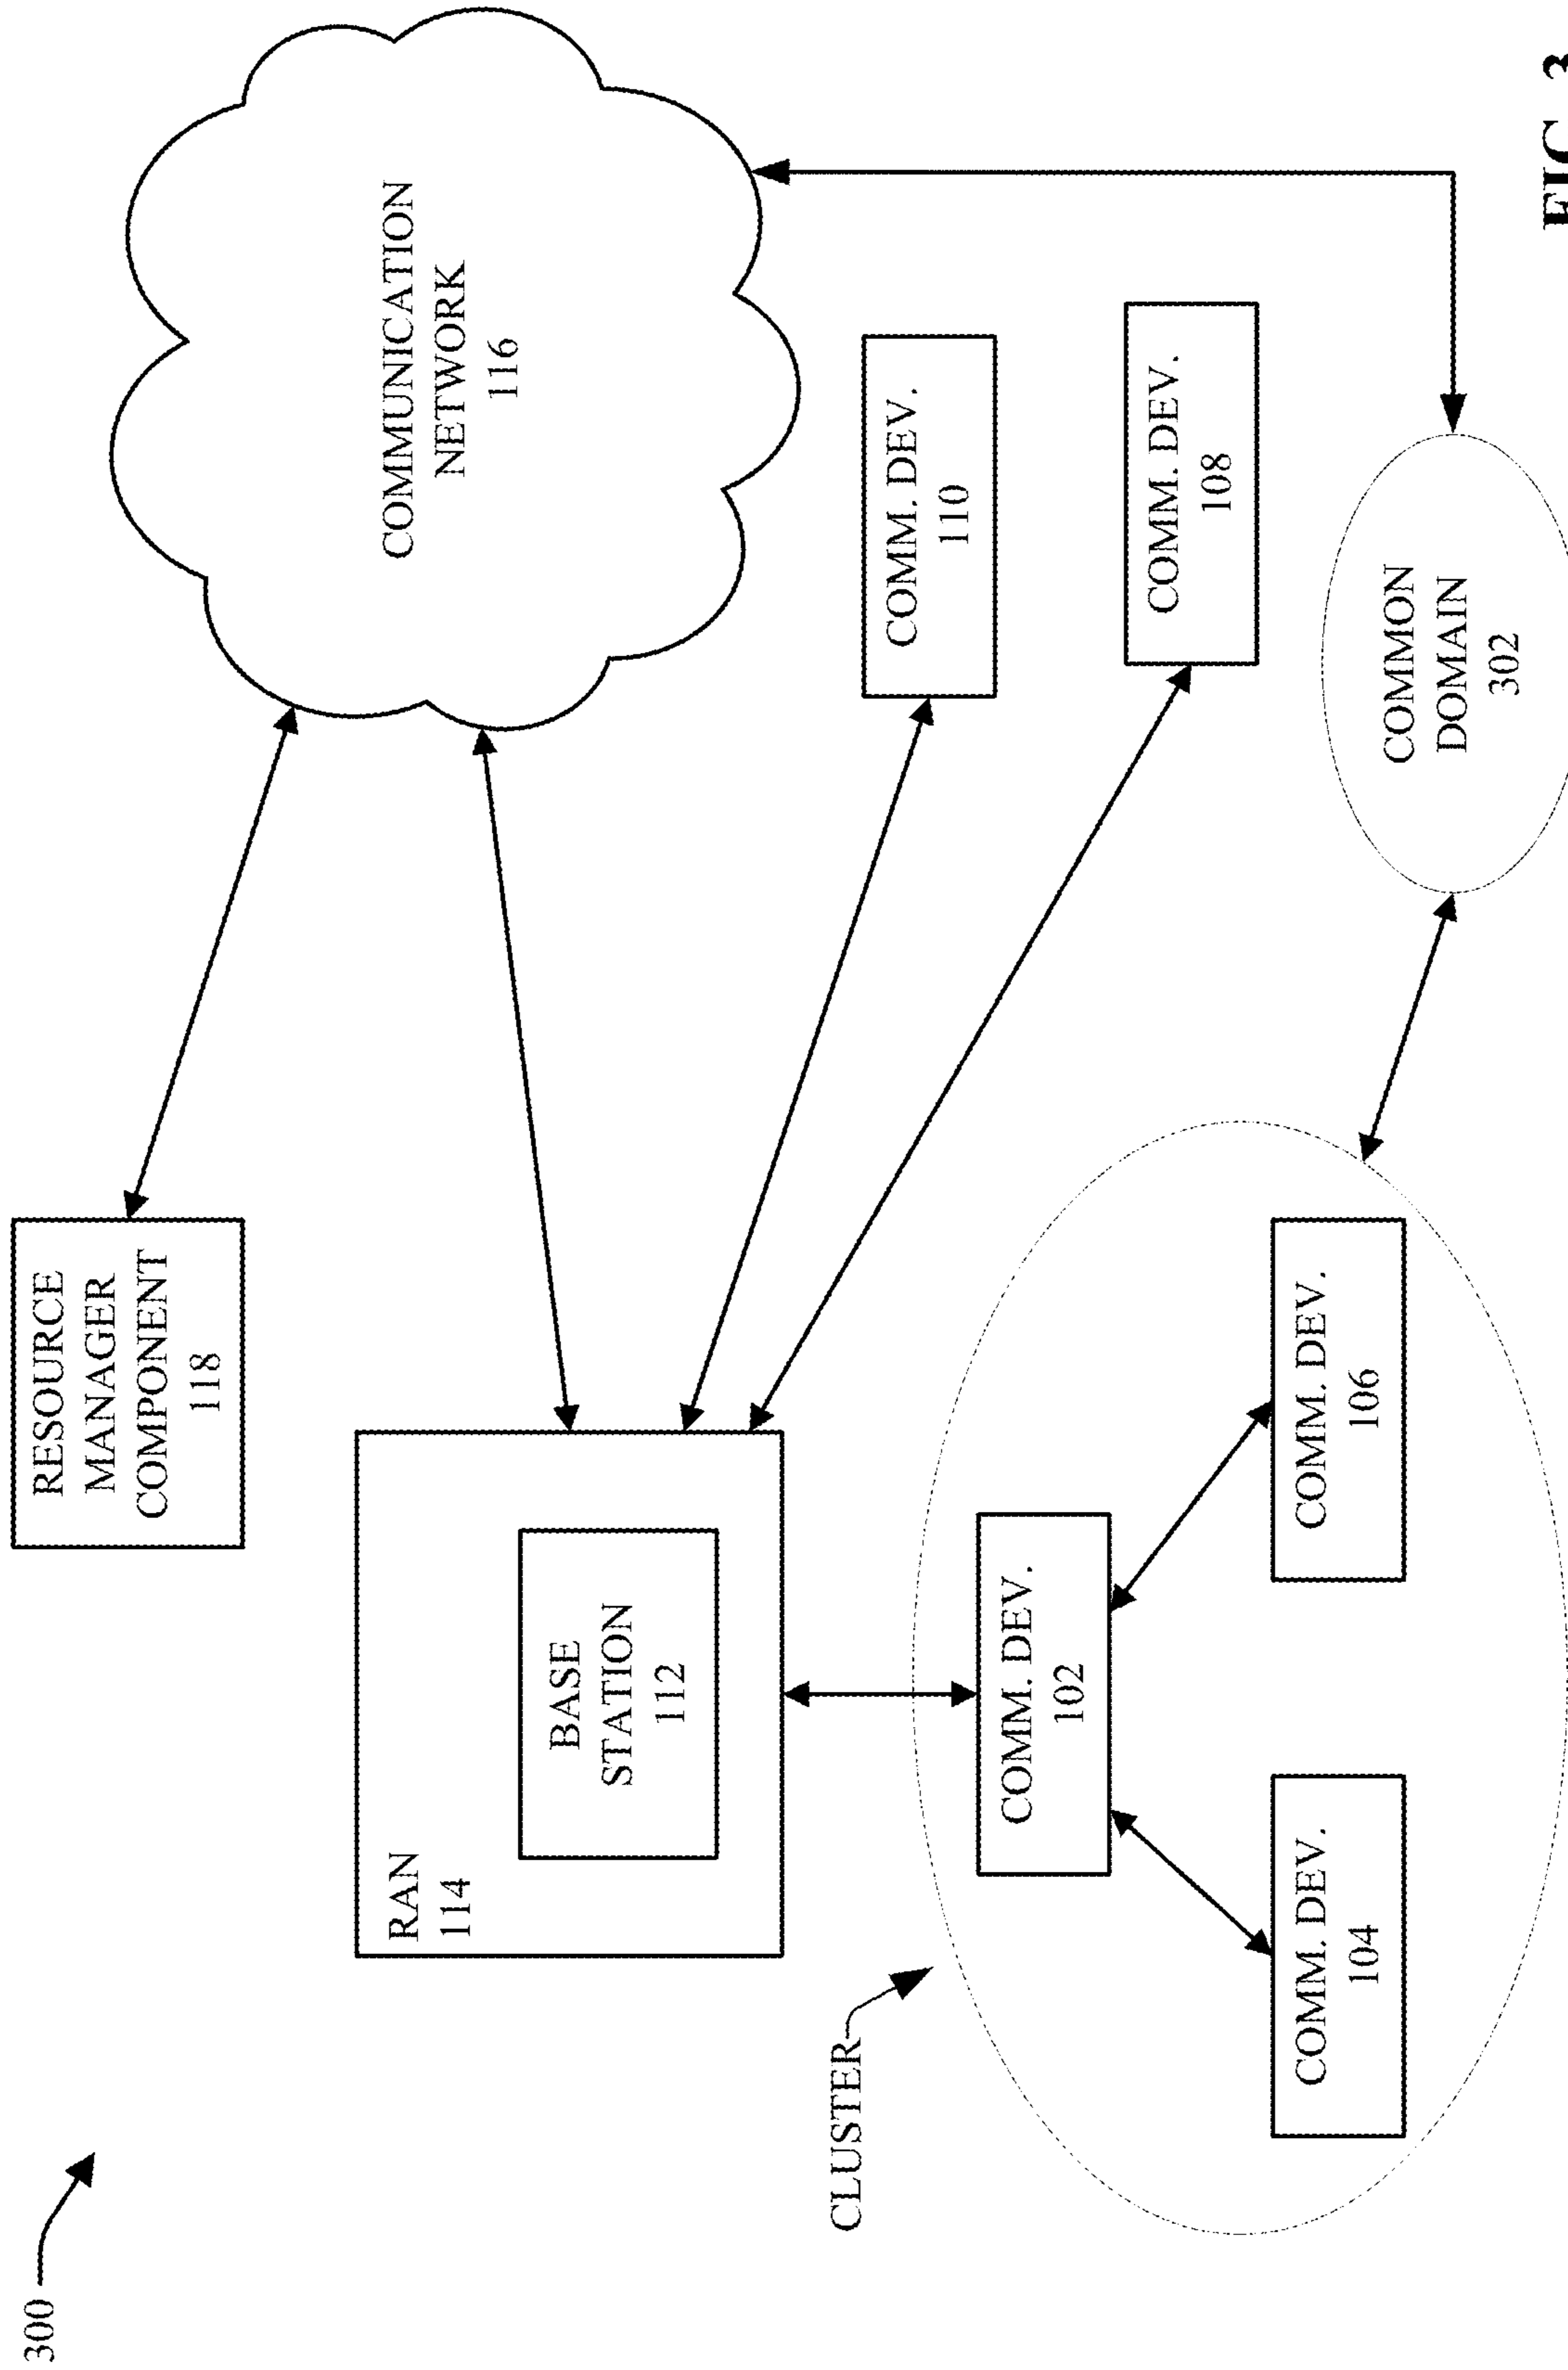 300
RESOURCE
MANAGER
COMPONENT
118
COMMUNICATION
NETWORK
116
RAN
114
BASE
STATION
112
COMM. DEV.
110
COMM. DEV.
108
CLUSTER
COMM. DEV.
102
COMM. DEV.
104
COMM. DEV.
106
COMMON
DOMAIN
302
FIG. 3